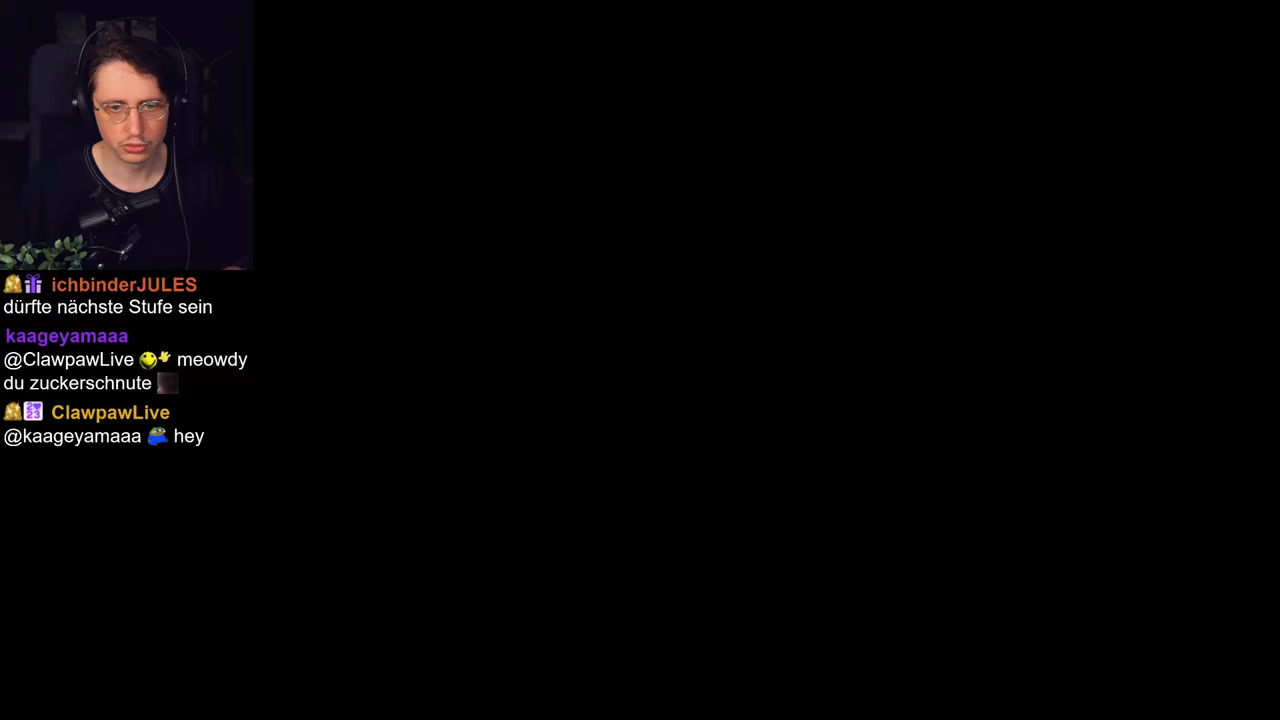 ichbinderJULES
dürfte nächste Stufe sein
kaageyamaaa
@ClawpawLive meowdy
du zuckerschnute
ClawpawLive
@kaageyamaaa hey